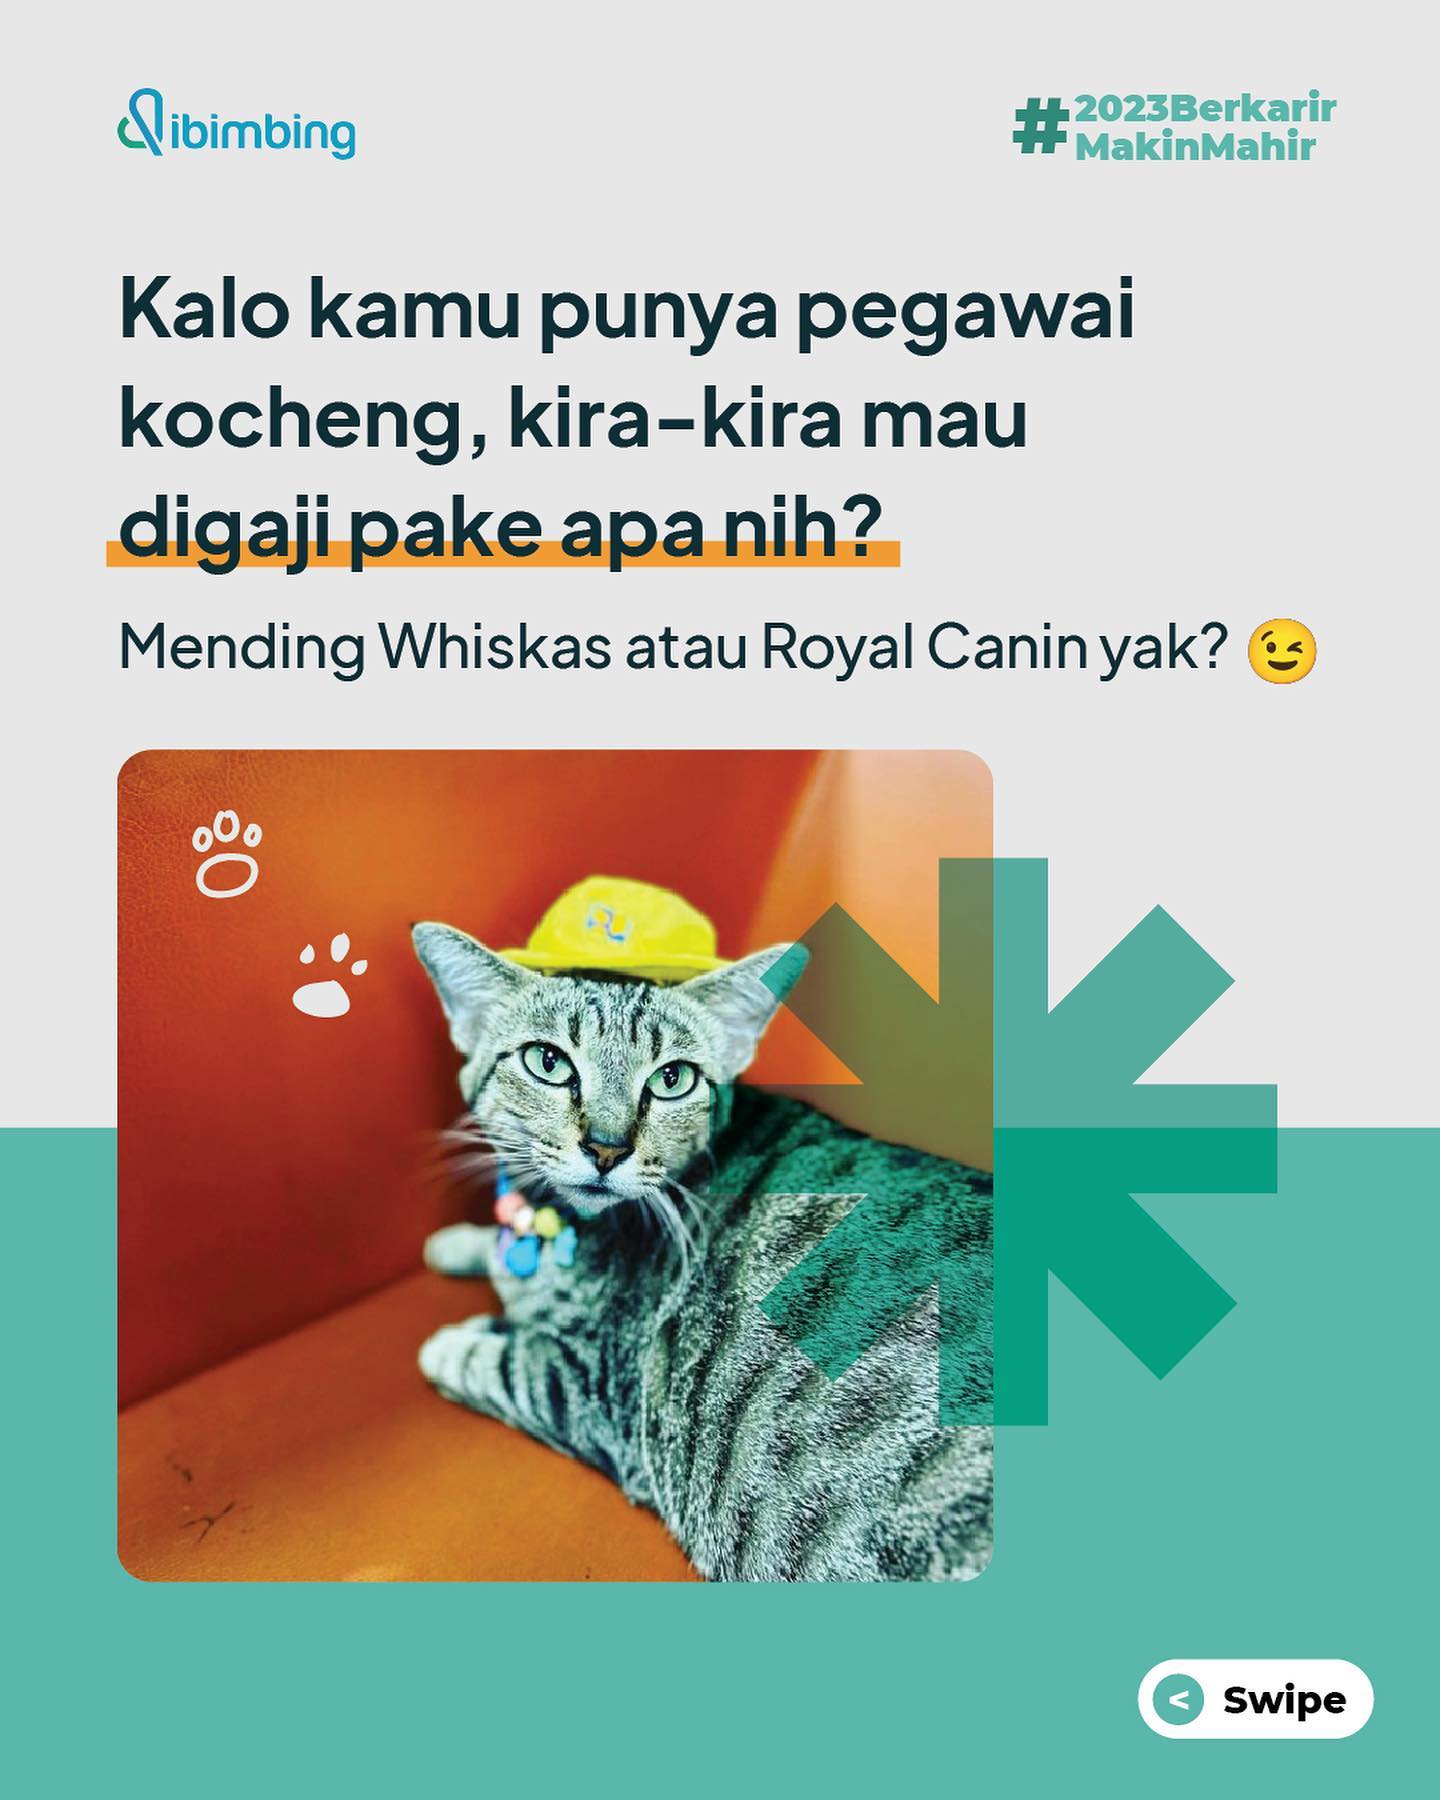 dibimbing
#2023Berkarir
MakinMahir
Kalo kamu punya pegawai
kocheng, kira-kira mau
digaji pake apa nih?
Mending Whiskas atau Royal Canin yak? 😉
< Swipe